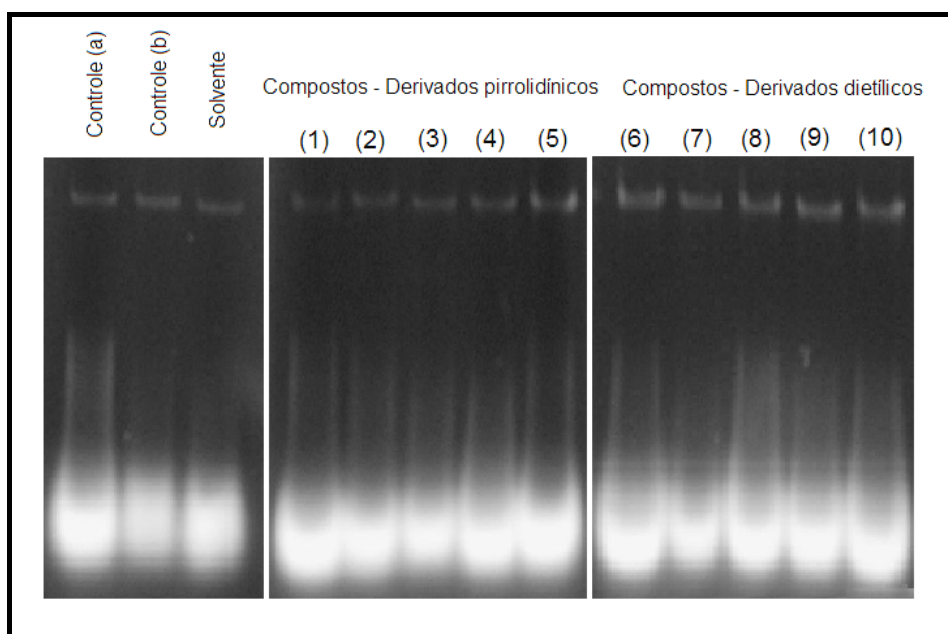 Controle (a)
Controle (b)
Solvente
Compostos - Derivados pirrolidínicos
(1) (2) (3) (4) (5)
Compostos - Derivados dietílicos
(6) (7) (8) (9) (10)